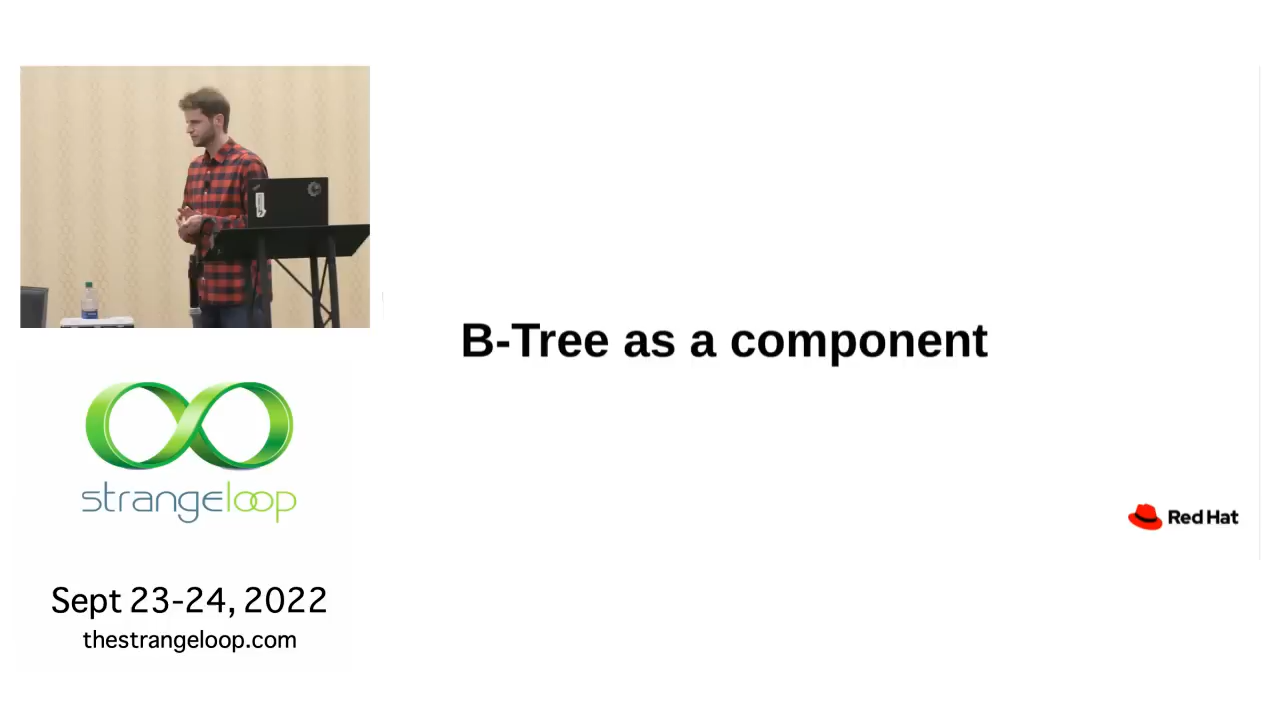 B-Tree as a component
Red Hat
strangeloop
Sept 23-24, 2022
thestrangeloop.com